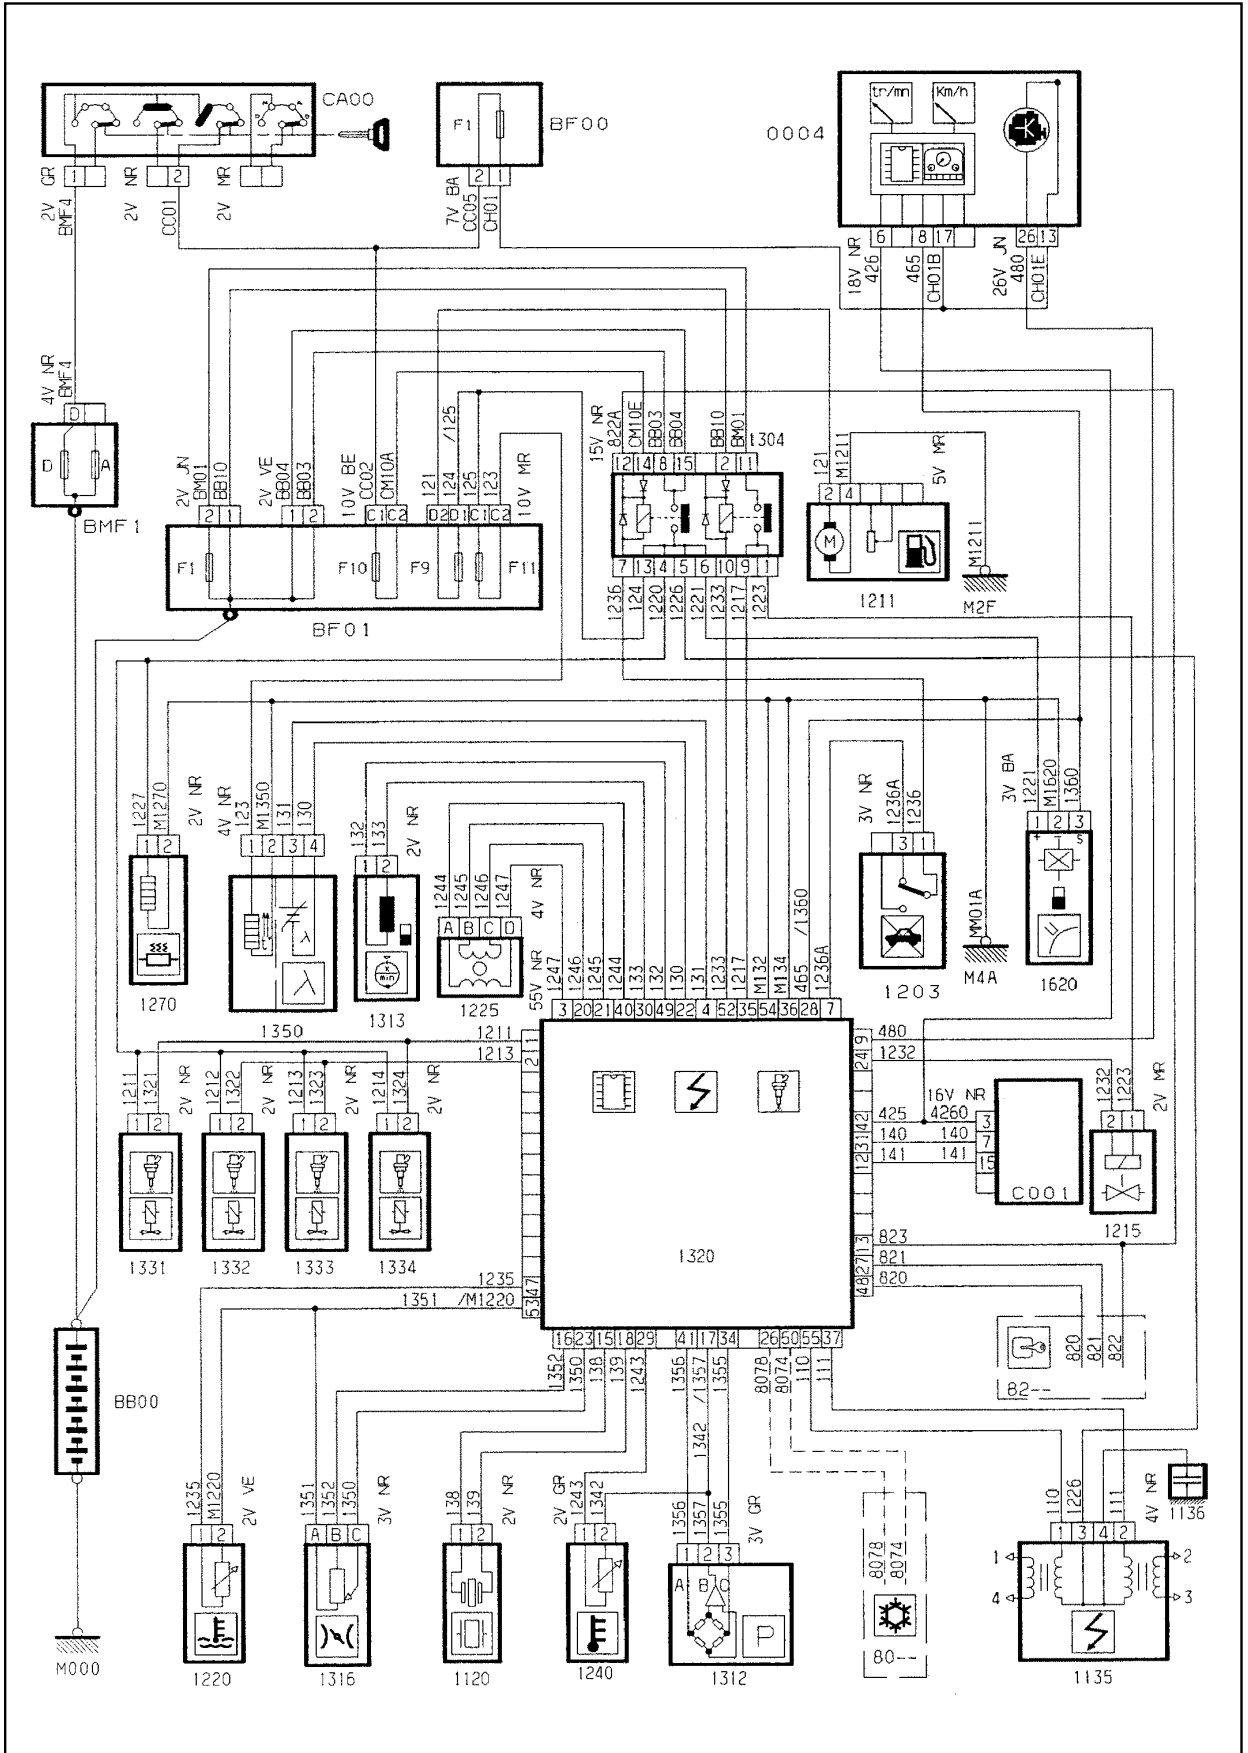 CA00
F1
BF00
tr/mn
Km/h
0004
1
2
2
1
6
8
17
26
13
2V GR
BMF4
2V NR
CC01
2V MR
7V BA
CC05
CH01
18V NR
426
465
CH01B
26V JN
480
CH01E
4V NR
BMF4
D
D
A
BMF1
2V JN
BM01
BB10
2V VE
BB04
BB03
10V BE
CC02
CM10A
121
124
/125
125
123
10V MR
2
1
1
2
C1
C2
D2
D1
C1
C2
F1
F10
F9
F11
BF01
15V NR
822A
CM10E
BB03
BB04
BB10
BM01
1304
12
14
8
15
2
11
7
13
4
5
6
10
9
1
1236
124
1220
1226
1221
1233
1217
1223
121
M1211
5V MR
2
4
M
1211
M1211
M2F
1227
M1270
2V NR
1
2
1270
4V NR
123
M1350
131
130
1
2
3
4
λ
λ
1350
132
133
2V NR
1
2
x
min
1313
1244
1245
1246
1247
4V NR
A
B
C
D
1225
55V NR
1247
1246
1245
1244
133
132
130
131
1233
1217
M132
M134
465
/1360
1236A
3
20
21
40
30
49
22
4
52
35
54
36
28
7
3V NR
1236A
1236
3
1
1203
MM01A
M4A
3V BA
1221
M1620
1360
1
2
3
+
-
S
1620
1211
1
1213
2
1211
1321
2V NR
1212
1322
2V NR
1213
1323
2V NR
1214
1324
2V NR
1
2
1
2
1
2
1
2
1331
1332
1333
1334
1320
9
480
24
1232
42
425
31
140
12
141
16V NR
4260
3
140
7
141
15
C001
1232
1223
2V MR
2
1
1215
13
823
27
821
48
820
820
821
822
82--
1235
47
1351
/M1220
53
16
23
15
18
29
41
17
34
26
50
55
37
1352
1350
138
139
1243
1356
1342
/1357
1355
8078
8074
110
111
BB00
M000
1235
M1220
2V VE
1
2
1220
1351
1352
1350
3V NR
A
B
C
1316
138
139
2V NR
1
2
1120
2V GR
1243
1342
1
2
1240
1356
1357
1355
3V GR
1
2
3
A
B
C
P
1312
8078
8074
80--
110
1226
111
4V NR
1
3
4
2
1136
1
4
2
3
1135